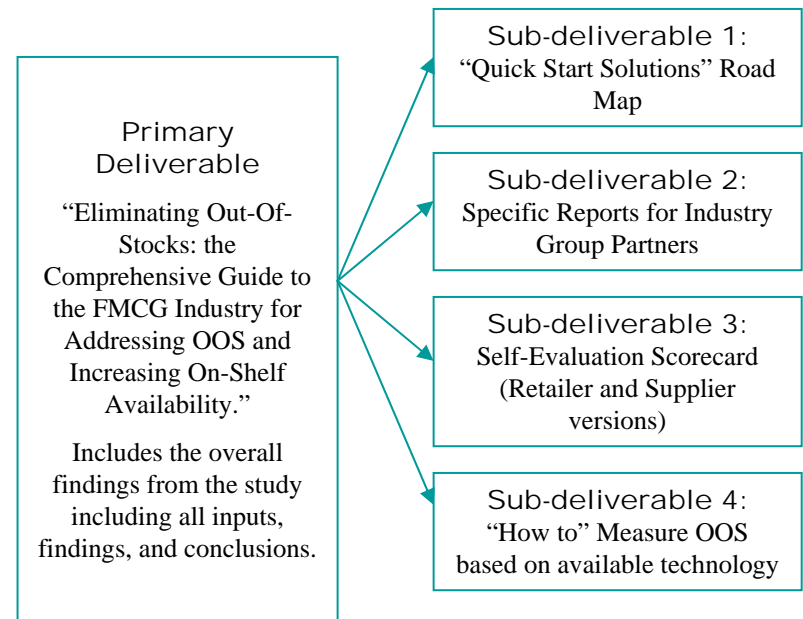 Primary
Deliverable
“Eliminating Out-Of-
Stocks: the
Comprehensive Guide to
the FMCG Industry for
Addressing OOS and
Increasing On-Shelf
Availability.”
Includes the overall
findings from the study
including all inputs,
findings, and conclusions.
Sub-deliverable 1:
“Quick Start Solutions” Road
Map
Sub-deliverable 2:
Specific Reports for Industry
Group Partners
Sub-deliverable 3:
Self-Evaluation Scorecard
(Retailer and Supplier
versions)
Sub-deliverable 4:
“How to” Measure OOS
based on available technology